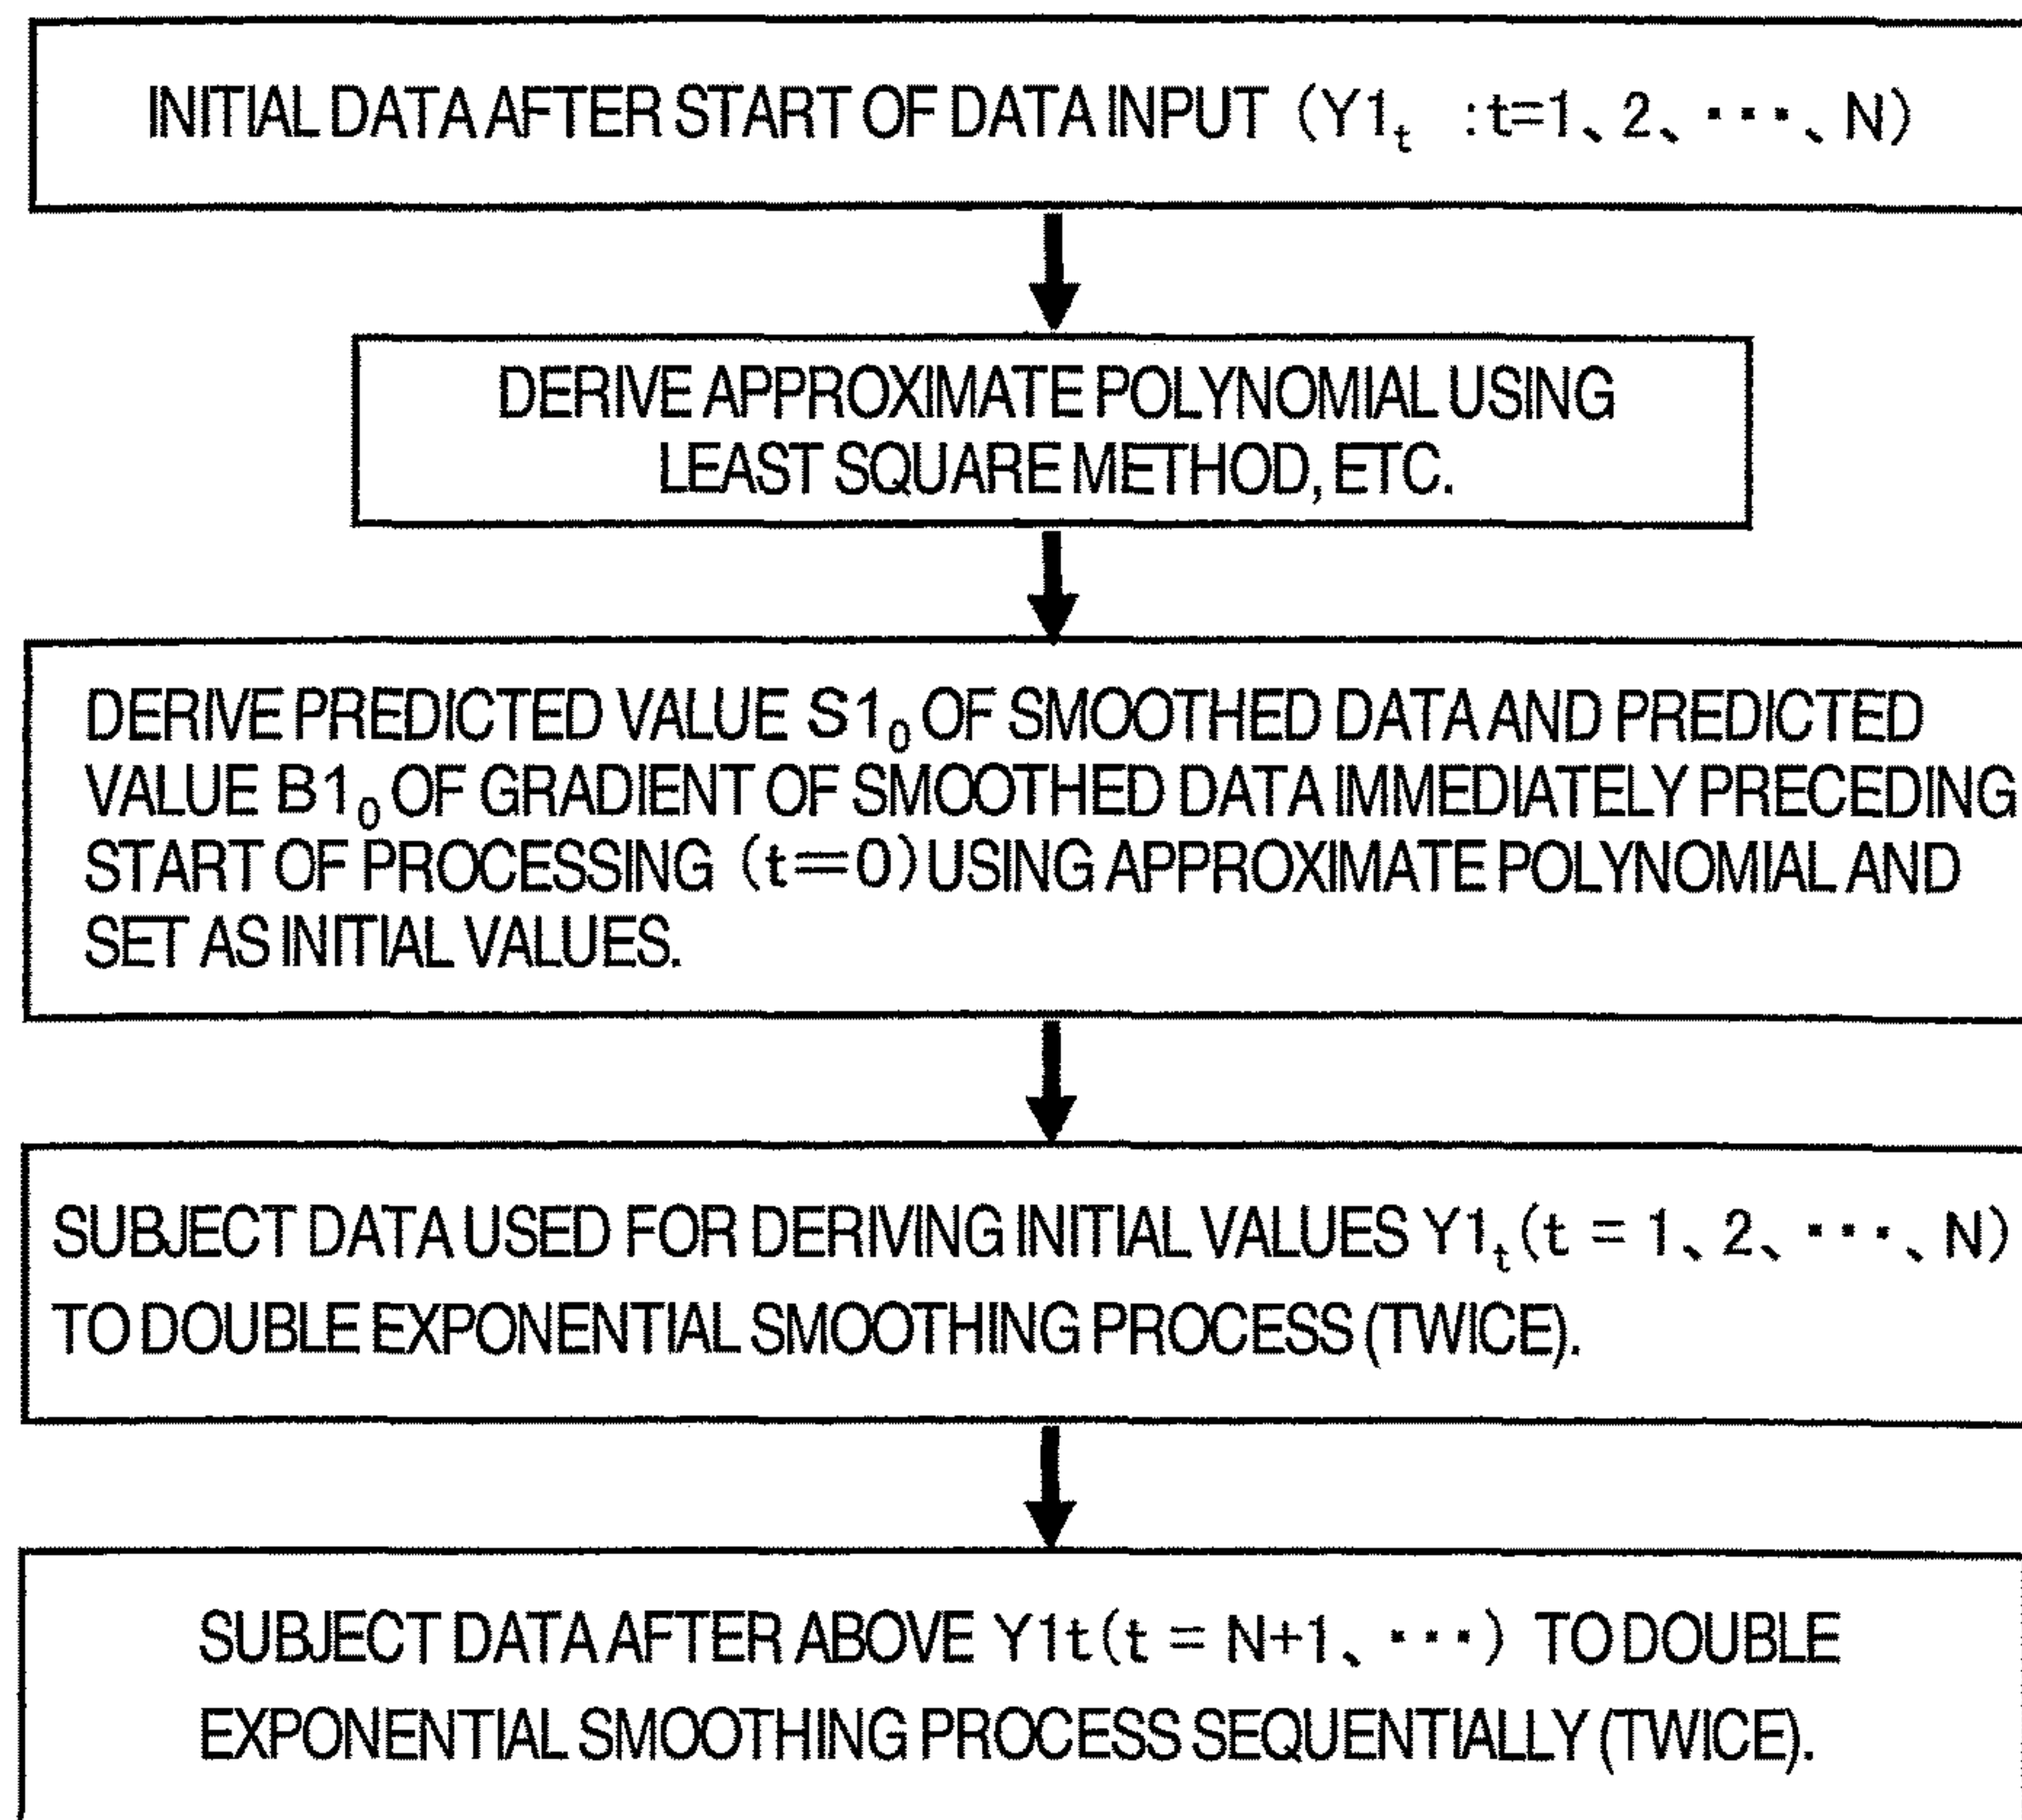 INITIAL DATA AFTER START OF DATA INPUT (Y1ₜ :t=1、2、･･･、N)
DERIVE APPROXIMATE POLYNOMIAL USING
LEAST SQUARE METHOD, ETC.
DERIVE PREDICTED VALUE S1₀ OF SMOOTHED DATA AND PREDICTED
VALUE B1₀ OF GRADIENT OF SMOOTHED DATA IMMEDIATELY PRECEDING
START OF PROCESSING (t=0) USING APPROXIMATE POLYNOMIAL AND
SET AS INITIAL VALUES.
SUBJECT DATA USED FOR DERIVING INITIAL VALUES Y1ₜ(t = 1、2、･･･、N)
TO DOUBLE EXPONENTIAL SMOOTHING PROCESS (TWICE).
SUBJECT DATA AFTER ABOVE Y1t(t = N+1、･･･) TO DOUBLE
EXPONENTIAL SMOOTHING PROCESS SEQUENTIALLY (TWICE).